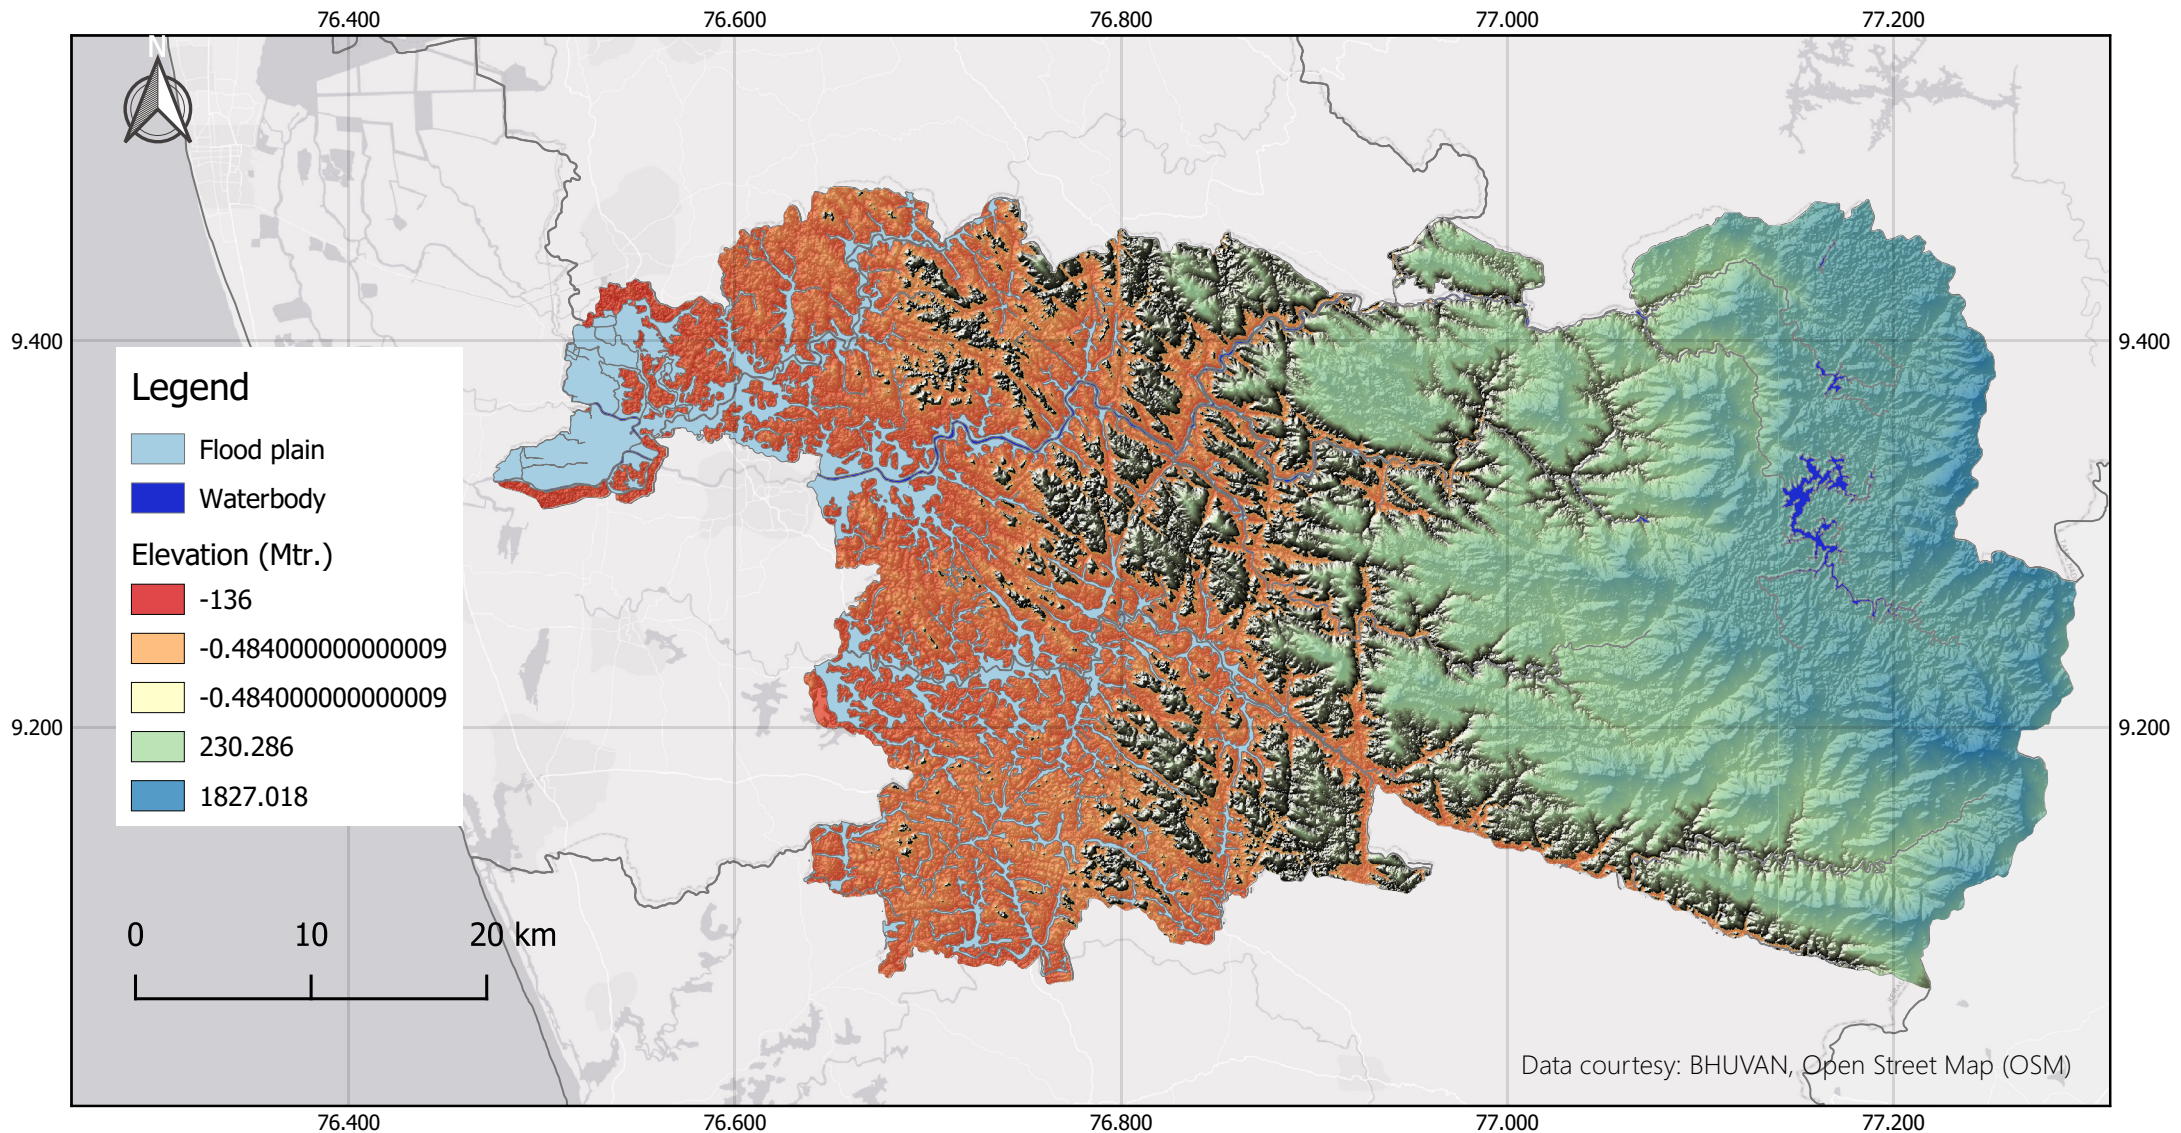 76.400 76.600 76.800 77.000 77.200
N
9.400 9.400
Legend
Flood plain
Waterbody
Elevation (Mtr.)
-136
-0.484000000000009
-0.484000000000009
230.286
1827.018
9.200 9.200
0 10 20 km
Data courtesy: BHUVAN, Open Street Map (OSM)
76.400 76.600 76.800 77.000 77.200